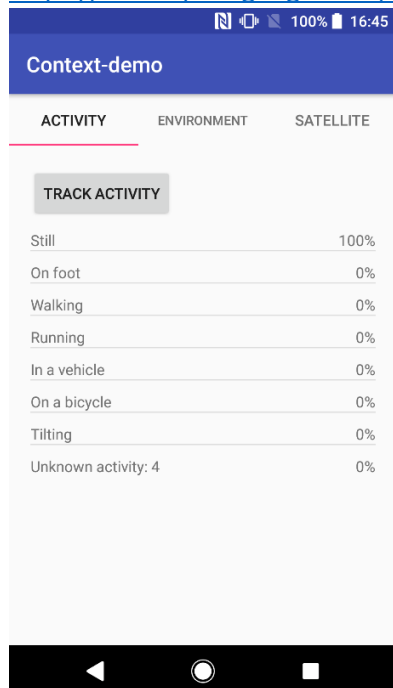 100% 16:45
Context-demo
ACTIVITY ENVIRONMENT SATELLITE
TRACK ACTIVITY
Still 100%
On foot 0%
Walking 0%
Running 0%
In a vehicle 0%
On a bicycle 0%
Tilting 0%
Unknown activity: 4 0%